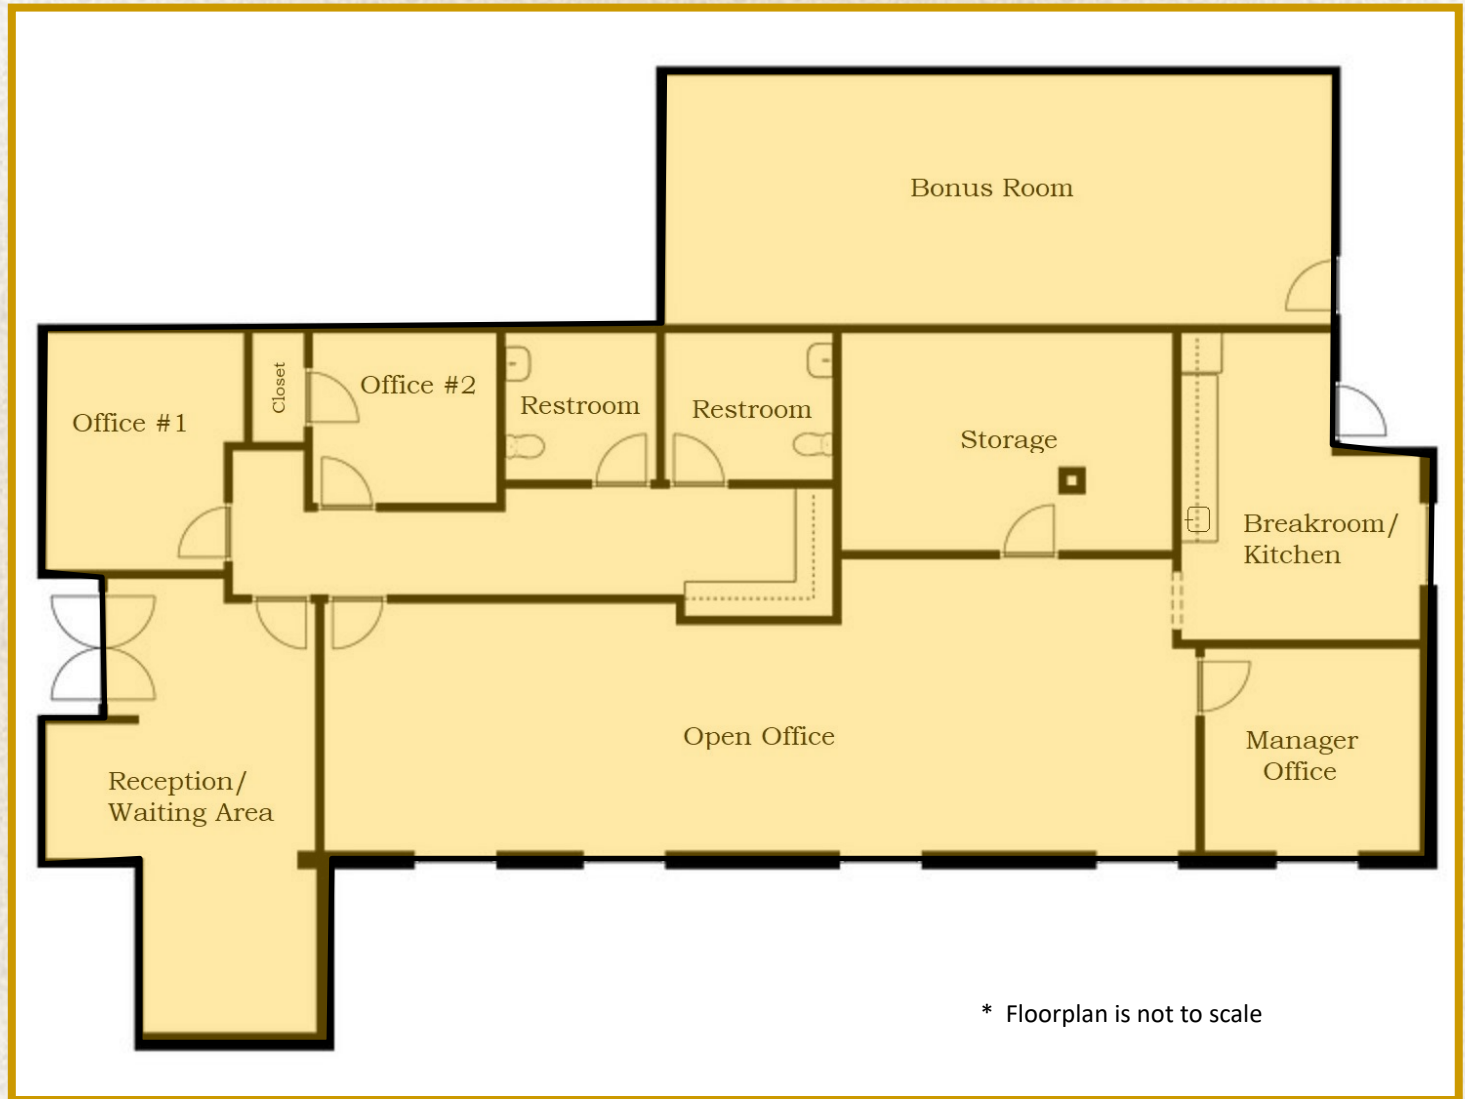 Bonus Room
Closet
Office #2
Office #1
Restroom
Restroom
Storage
Breakroom/
Kitchen
Open Office
Manager
Office
Reception/
Waiting Area
* Floorplan is not to scale